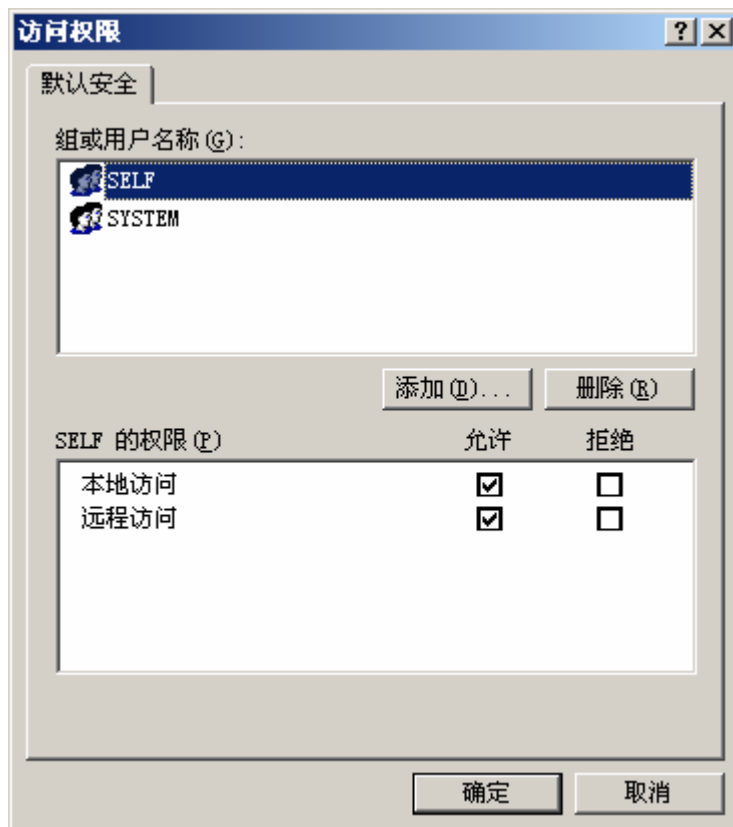 访问权限
默认安全
组或用户名称(G):
SELF
SYSTEM
添加(D)... 删除(R)
SELF 的权限(P) 允许 拒绝
本地访问
远程访问
确定 取消